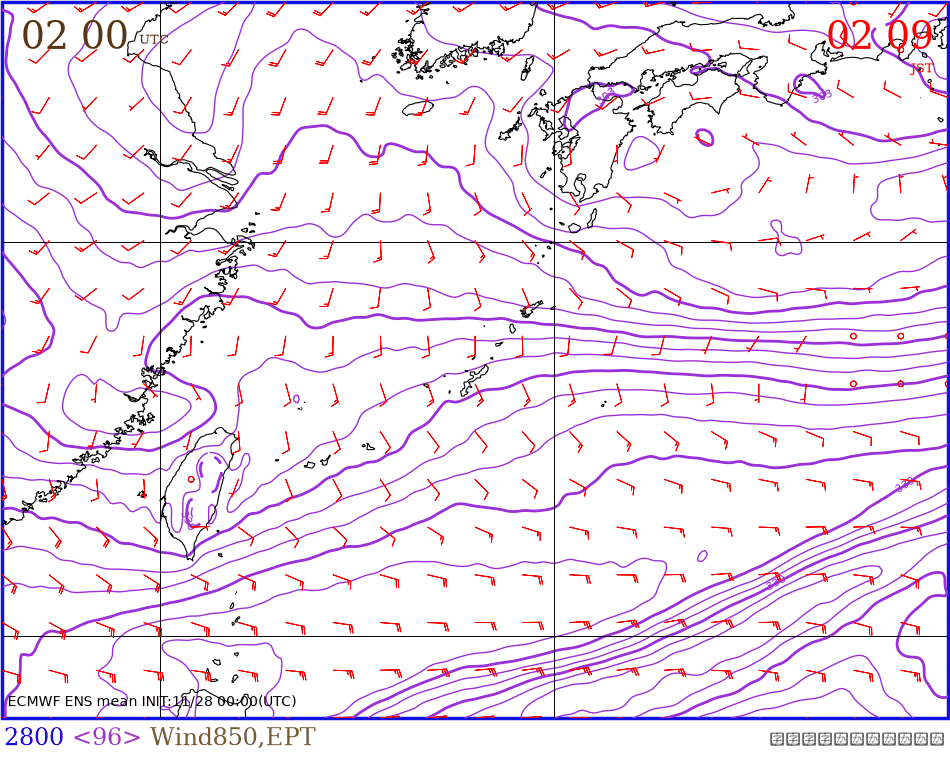 02 00 UTC
02 09
JST
303
ECMWF ENS mean INIT:11/28 00:00(UTC)
2800 <96> Wind850,EPT